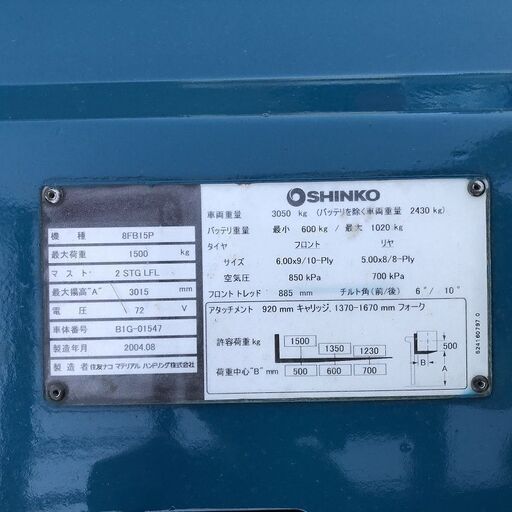 機 種 8FB15P
最大荷重 1500 kg
マスト 2 STG LFL
最大揚高"A" 3015 mm
電 圧 72 V
車体番号 B1G-01547
製造年月 2004.08
製造者 住友ナコ マテリアル ハンドリング株式会社
SHINKO
車両重量 3050 kg (バッテリを除く車両重量 2430 kg)
バッテリ重量 最小 600 kg / 最大 1020 kg
タイヤ フロント リヤ
サイズ 6.00x9/10-Ply 5.00x8/8-Ply
空気圧 850 kPa 700 kPa
フロント トレッド 885 mm チルト角(前/後) 6°/ 10°
アタッチメント 920 mm キャリッジ, 1370-1670 mm フォーク
許容荷重 kg 1500 1350 1230
荷重中心"B" mm 500 600 700
500
B
A
524160797.0